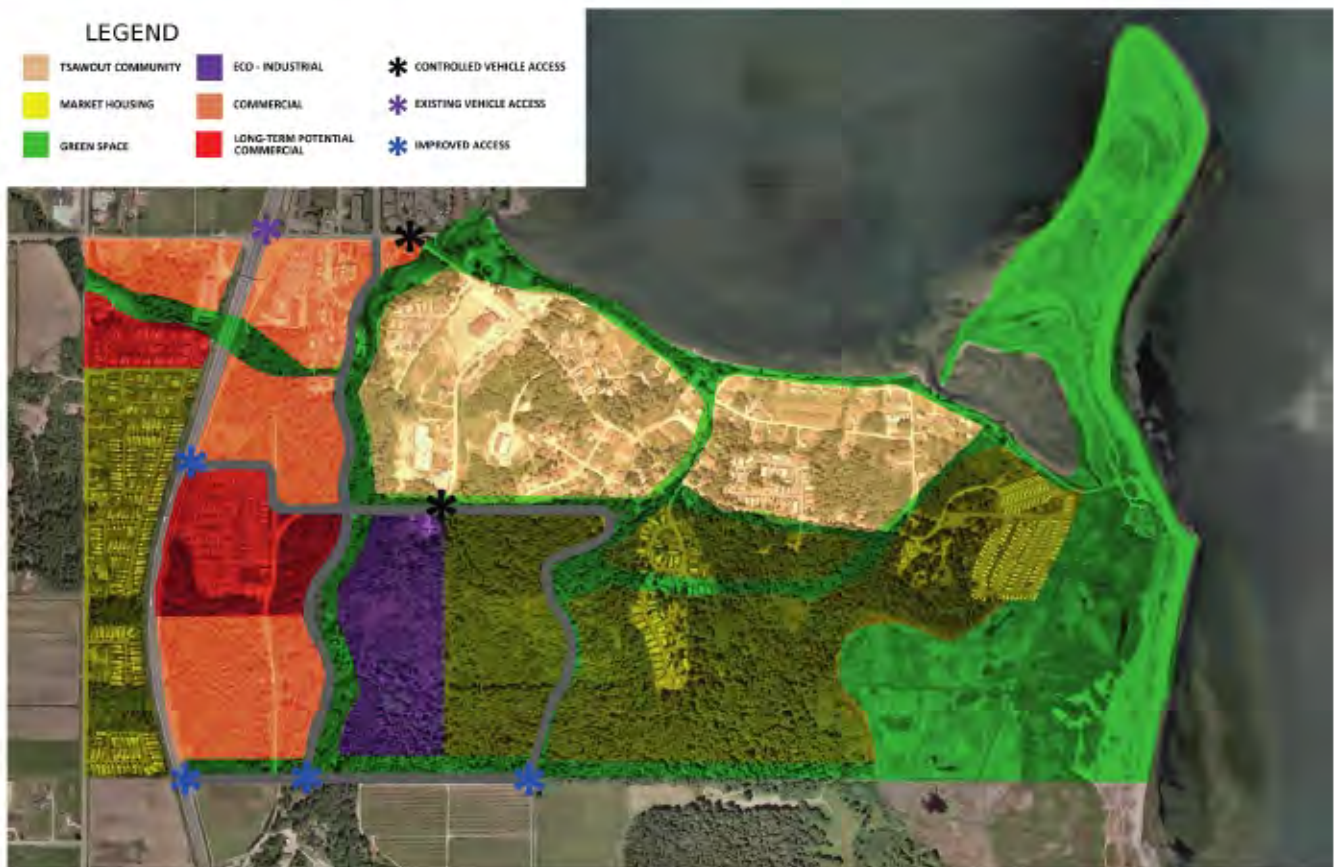 LEGEND
TSAWOUT COMMUNITY
MARKET HOUSING
GREEN SPACE
ECO - INDUSTRIAL
COMMERCIAL
LONG-TERM POTENTIAL
COMMERCIAL
CONTROLLED VEHICLE ACCESS
EXISTING VEHICLE ACCESS
IMPROVED ACCESS